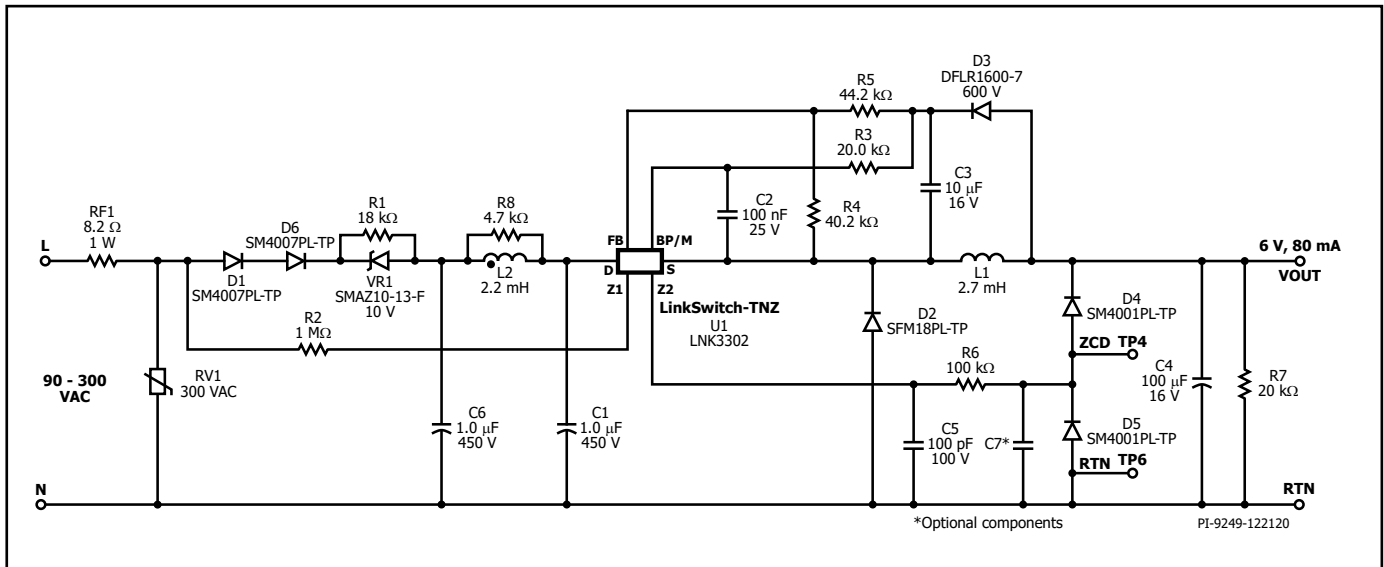 D3
DFLR1600-7
600 V
R5
44.2 kΩ
R3
20.0 kΩ
C3
10 μF
16 V
C2
100 nF
25 V
R4
40.2 kΩ
RF1
8.2 Ω
1 W
D6
SM4007PL-TP
R1
18 kΩ
R8
4.7 kΩ
L
D1
SM4007PL-TP
VR1
SMAZ10-13-F
10 V
L2
2.2 mH
FB
BP/M
D
S
Z1
Z2
LinkSwitch-TNZ
U1
LNK3302
L1
2.7 mH
6 V, 80 mA
VOUT
R2
1 MΩ
D2
SFM18PL-TP
D4
SM4001PL-TP
ZCD TP4
90 - 300
VAC
RV1
300 VAC
R6
100 kΩ
C4
100 μF
16 V
R7
20 kΩ
C6
1.0 μF
450 V
C1
1.0 μF
450 V
C5
100 pF
100 V
C7*
D5
SM4001PL-TP
RTN TP6
N
RTN
*Optional components
PI-9249-122120